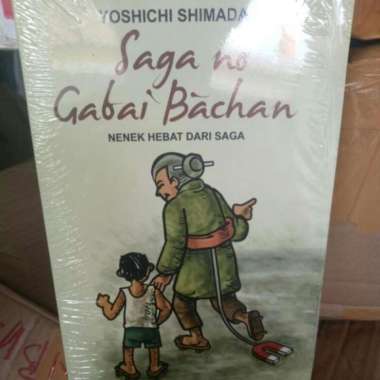 YOSHICHI SHIMADA
Saga no
Gabai Bachan
NENEK HEBAT DARI SAGA